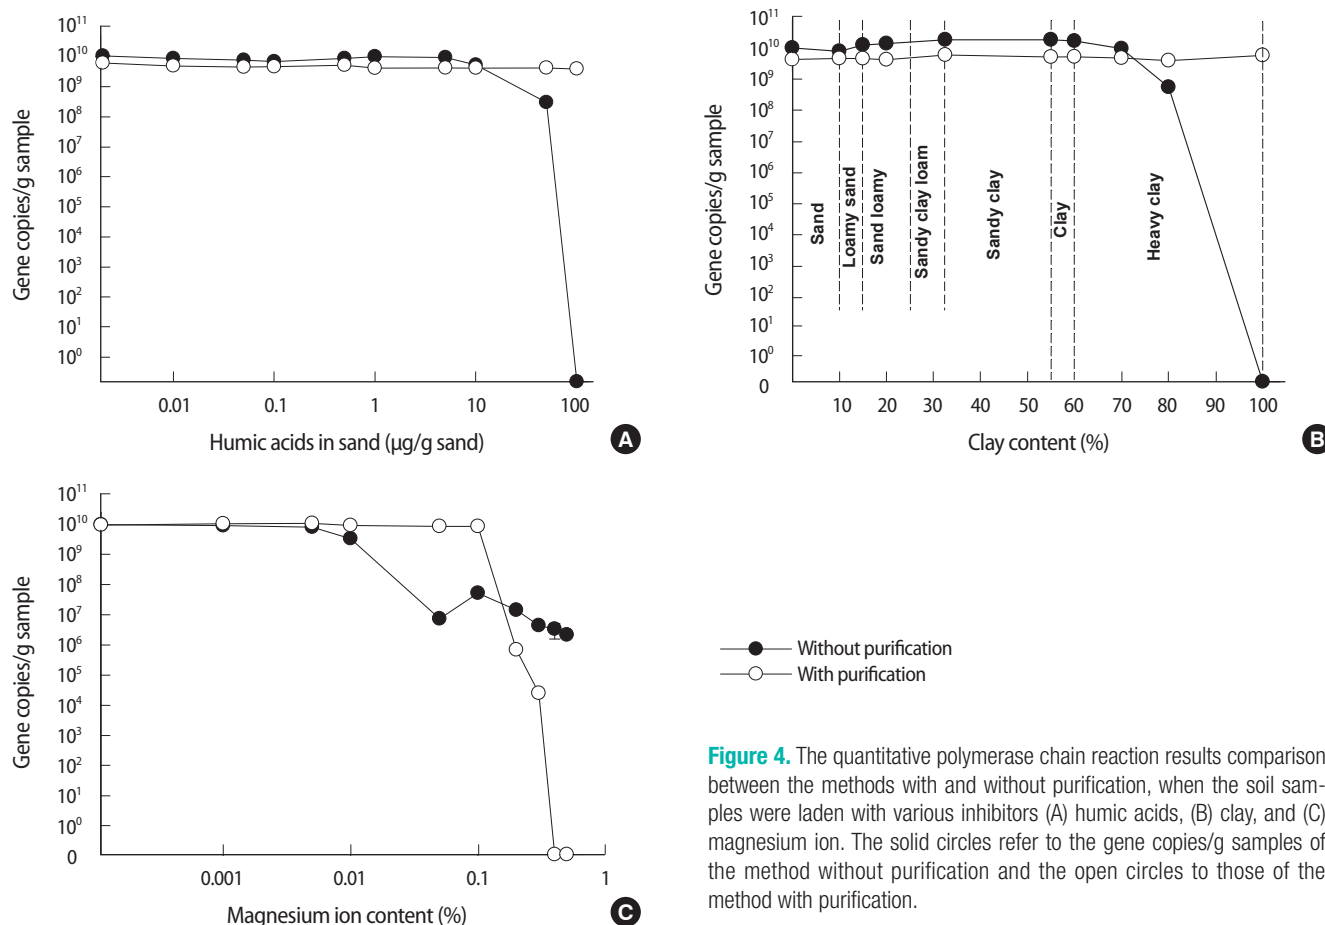 10¹¹
10¹⁰
10⁹
10⁸
10⁷
10⁶
10⁵
10⁴
10³
10²
10¹
10⁰
Gene copies/g sample
0.01 0.1 1 10 100
Humic acids in sand (µg/g sand)
A
10¹¹
10¹⁰
10⁹
10⁸
10⁷
10⁶
10⁵
10⁴
10³
10²
10¹
10⁰
0
Gene copies/g sample
Sand
Loamy sand
Sand loamy
Sandy clay loam
Sandy clay
Clay
Heavy clay
10 20 30 40 50 60 70 80 90 100
Clay content (%)
B
10¹¹
10¹⁰
10⁹
10⁸
10⁷
10⁶
10⁵
10⁴
10³
10²
10¹
10⁰
0
Gene copies/g sample
0.001 0.01 0.1 1
Magnesium ion content (%)
C
Without purification
With purification
Figure 4. The quantitative polymerase chain reaction results comparison
between the methods with and without purification, when the soil sam-
ples were laden with various inhibitors (A) humic acids, (B) clay, and (C)
magnesium ion. The solid circles refer to the gene copies/g samples of
the method without purification and the open circles to those of the
method with purification.